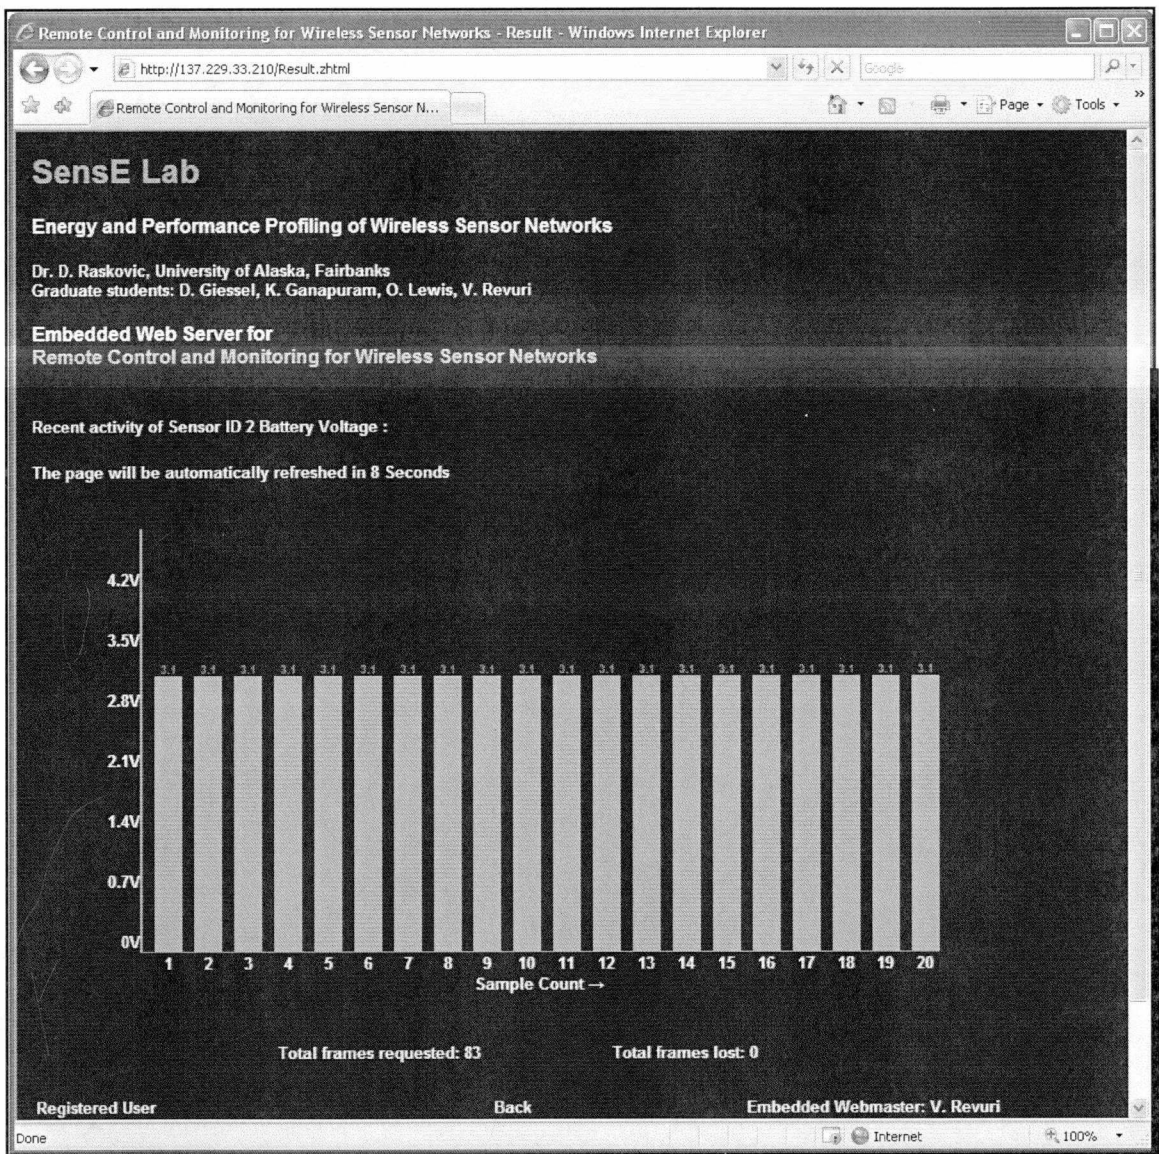 Remote Control and Monitoring for Wireless Sensor Networks - Result - Windows Internet Explorer
http://137.229.33.210/Result.zhtml
Google
Remote Control and Monitoring for Wireless Sensor N...
Page
Tools
»
SensE Lab
Energy and Performance Profiling of Wireless Sensor Networks
Dr. D. Raskovic, University of Alaska, Fairbanks
Graduate students: D. Giessel, K. Ganapuram, O. Lewis, V. Revuri
Embedded Web Server for
Remote Control and Monitoring for Wireless Sensor Networks
Recent activity of Sensor ID 2 Battery Voltage :
The page will be automatically refreshed in 8 Seconds
4.2V
3.5V
3.1 3.1 3.1 3.1 3.1 3.1 3.1 3.1 3.1 3.1 3.1 3.1 3.1 3.1 3.1 3.1 3.1 3.1 3.1 3.1
2.8V
2.1V
1.4V
0.7V
0V
1 2 3 4 5 6 7 8 9 10 11 12 13 14 15 16 17 18 19 20
Sample Count →
Total frames requested: 83 Total frames lost: 0
Registered User Back Embedded Webmaster: V. Revuri
Done Internet 100%